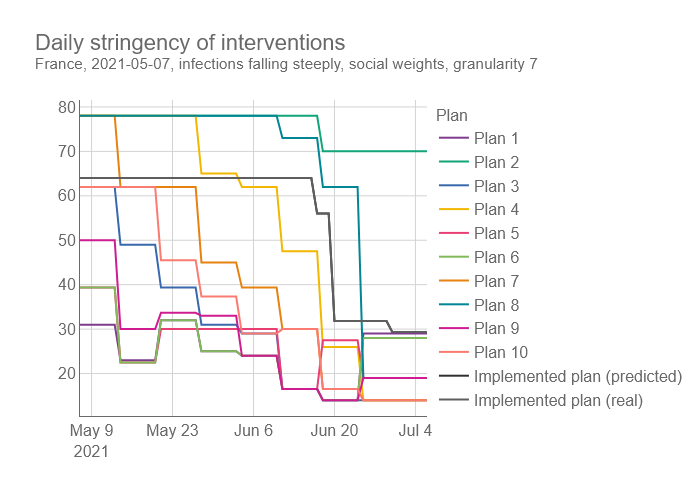 Daily stringency of interventions
France, 2021-05-07, infections falling steeply, social weights, granularity 7
80
70
60
50
40
30
20
May 9
2021
May 23
Jun 6
Jun 20
Jul 4
Plan
Plan 1
Plan 2
Plan 3
Plan 4
Plan 5
Plan 6
Plan 7
Plan 8
Plan 9
Plan 10
Implemented plan (predicted)
Implemented plan (real)